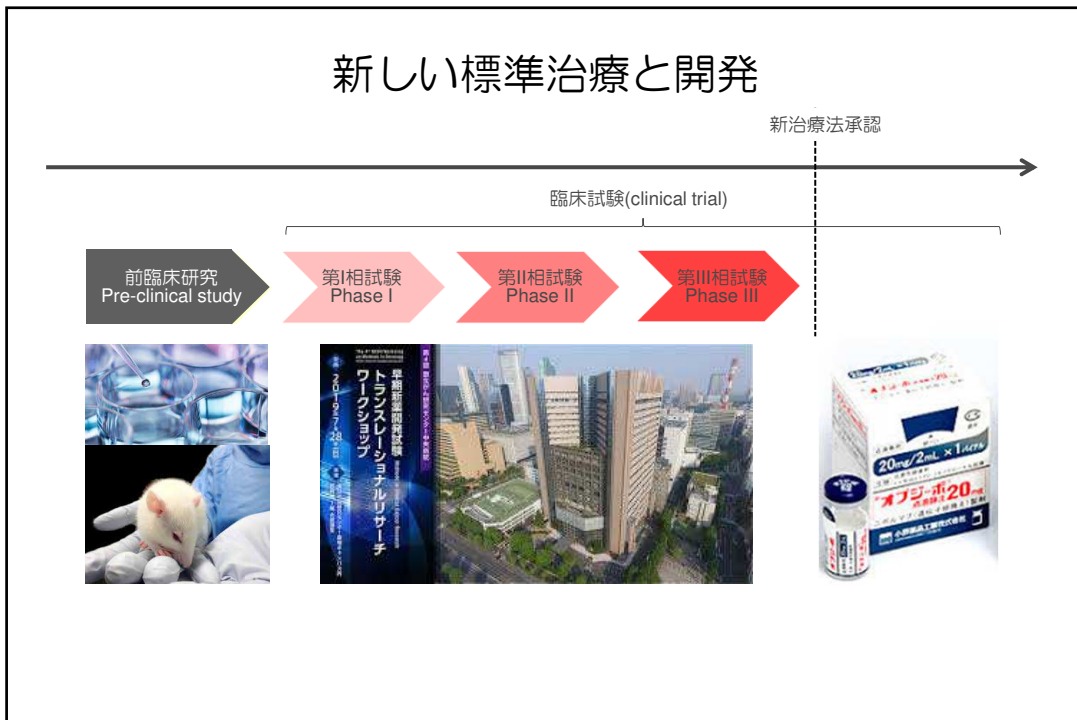 新しい標準治療と開発
新治療法承認
臨床試験(clinical trial)
前臨床研究
Pre-clinical study
第I相試験
Phase I
第II相試験
Phase II
第III相試験
Phase III
早期新薬開発試験
トランスレーショナルリサーチ
ワークショップ
20mg/2mL × 1バイアル
オプジーボ
点滴静注20mg
小野薬品工業株式会社